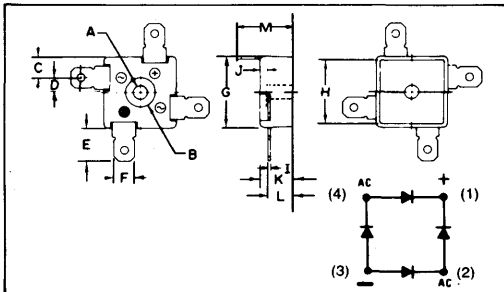 A
M
C
D
J
G
H
E
B
F
I
K
L
~
+
~
AC
+
(4)
(1)
(3)
(2)
−
AC